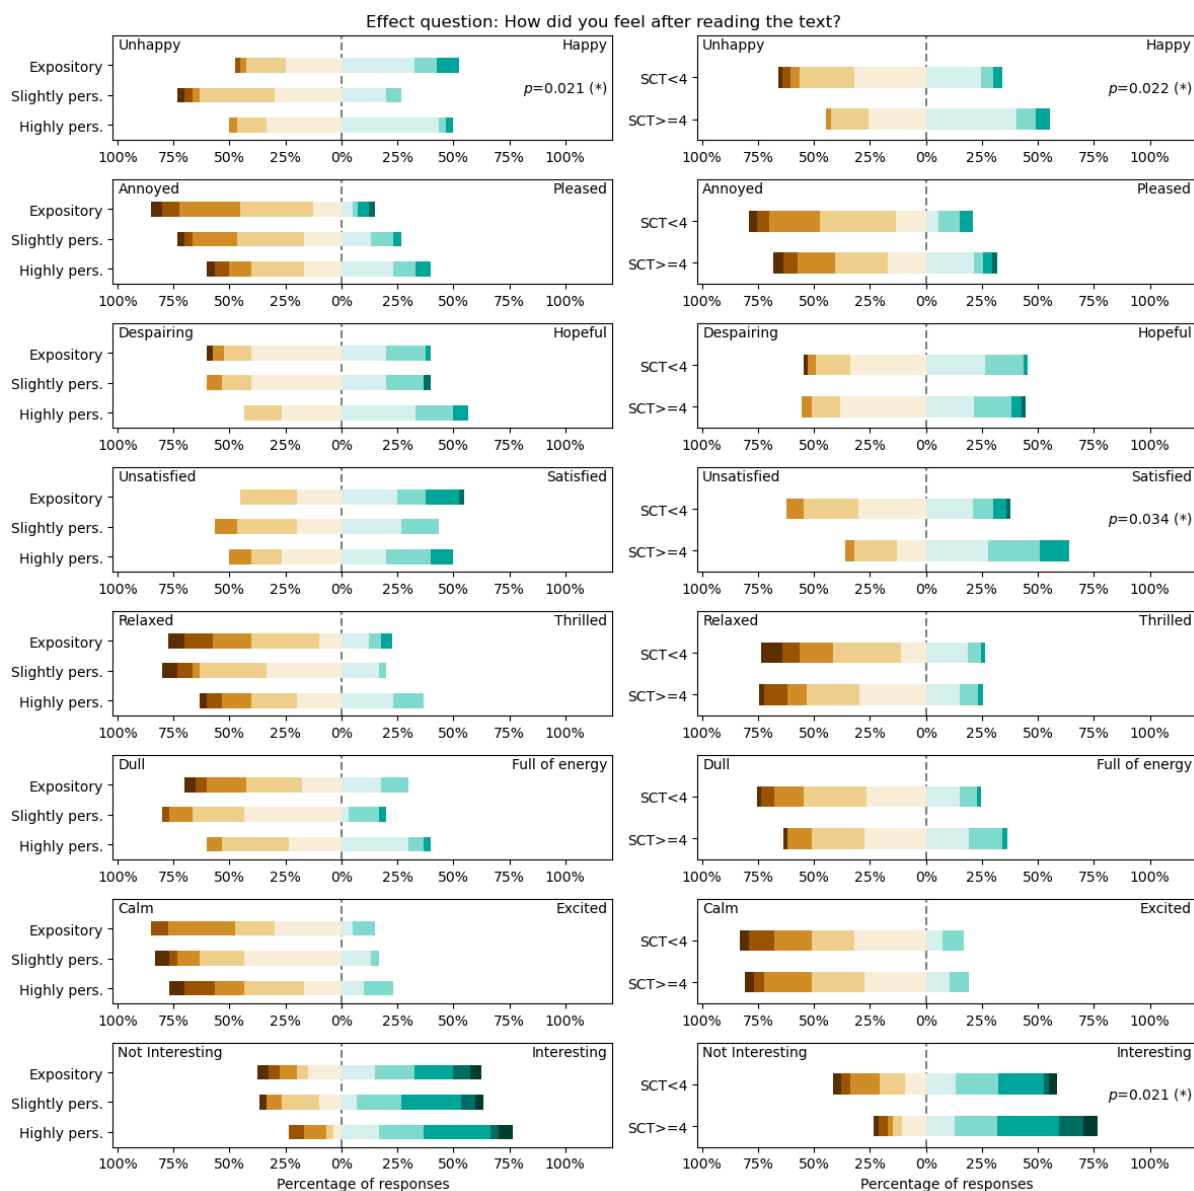 Effect question: How did you feel after reading the text?
Unhappy Happy
Expository
Slightly pers.
Highly pers.
p=0.021 (*)
100% 75% 50% 25% 0% 25% 50% 75% 100%
Unhappy Happy
SCT<4
SCT>=4
p=0.022 (*)
100% 75% 50% 25% 0% 25% 50% 75% 100%
Annoyed Pleased
Expository
Slightly pers.
Highly pers.
100% 75% 50% 25% 0% 25% 50% 75% 100%
Annoyed Pleased
SCT<4
SCT>=4
100% 75% 50% 25% 0% 25% 50% 75% 100%
Despairing Hopeful
Expository
Slightly pers.
Highly pers.
100% 75% 50% 25% 0% 25% 50% 75% 100%
Despairing Hopeful
SCT<4
SCT>=4
100% 75% 50% 25% 0% 25% 50% 75% 100%
Unsatisfied Satisfied
Expository
Slightly pers.
Highly pers.
100% 75% 50% 25% 0% 25% 50% 75% 100%
Unsatisfied Satisfied
SCT<4
SCT>=4
p=0.034 (*)
100% 75% 50% 25% 0% 25% 50% 75% 100%
Relaxed Thrilled
Expository
Slightly pers.
Highly pers.
100% 75% 50% 25% 0% 25% 50% 75% 100%
Relaxed Thrilled
SCT<4
SCT>=4
100% 75% 50% 25% 0% 25% 50% 75% 100%
Dull Full of energy
Expository
Slightly pers.
Highly pers.
100% 75% 50% 25% 0% 25% 50% 75% 100%
Dull Full of energy
SCT<4
SCT>=4
100% 75% 50% 25% 0% 25% 50% 75% 100%
Calm Excited
Expository
Slightly pers.
Highly pers.
100% 75% 50% 25% 0% 25% 50% 75% 100%
Calm Excited
SCT<4
SCT>=4
100% 75% 50% 25% 0% 25% 50% 75% 100%
Not Interesting Interesting
Expository
Slightly pers.
Highly pers.
100% 75% 50% 25% 0% 25% 50% 75% 100%
Percentage of responses
Not Interesting Interesting
SCT<4
SCT>=4
p=0.021 (*)
100% 75% 50% 25% 0% 25% 50% 75% 100%
Percentage of responses